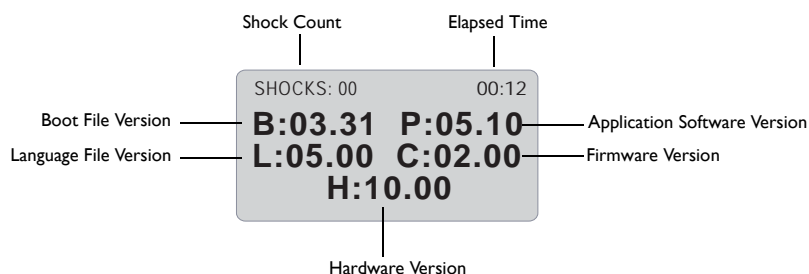 Shock Count Elapsed Time
SHOCKS: 00 00:12
Boot File Version B:03.31 P:05.10 Application Software Version
Language File Version L:05.00 C:02.00 Firmware Version
H:10.00
Hardware Version